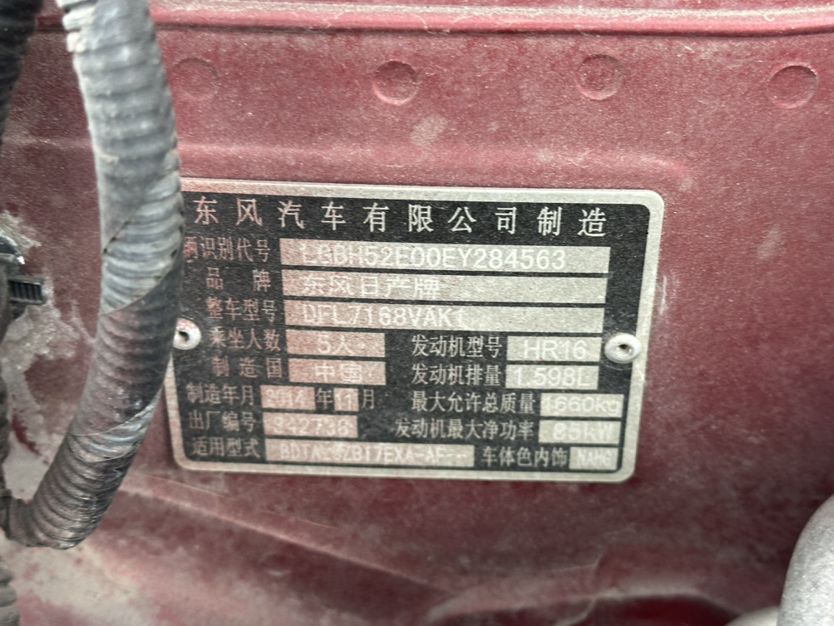 东风汽车有限公司制造
识别代号 LGBH52E00EY284563
品牌 东风日产牌
整车型号 DFL7168VAK1
乘坐人数 5人 发动机型号 HR16
制造国 中国 发动机排量 1.598L
制造年月 2014 年 11 月 最大允许总质量 1660kg
出厂编号 发动机最大净功率 85kW
适用型式 车体色内饰